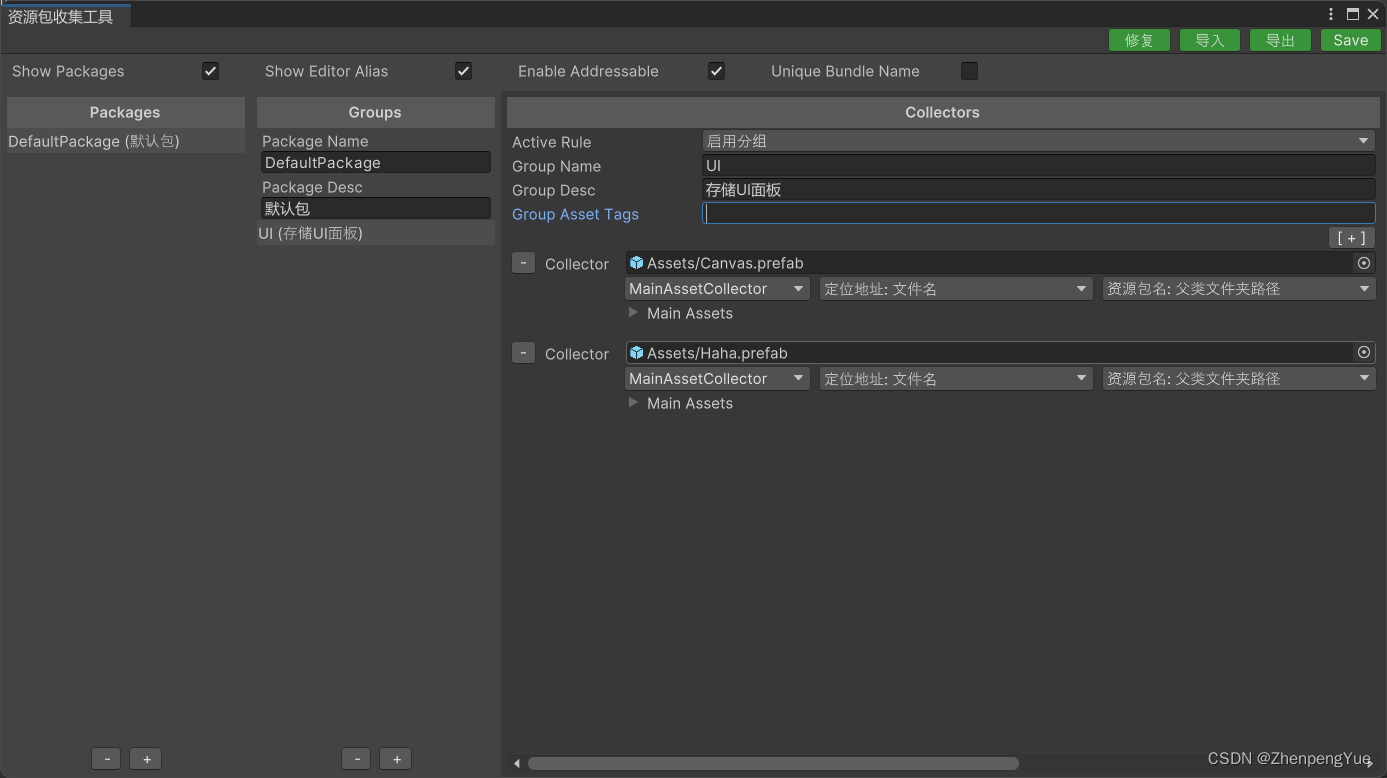 资源包收集工具
修复 导入 导出 Save
Show Packages Show Editor Alias Enable Addressable Unique Bundle Name
Packages Groups Collectors
DefaultPackage (默认包)
Package Name
DefaultPackage
Package Desc
默认包
UI (存储UI面板)
Active Rule 启用分组
Group Name UI
Group Desc 存储UI面板
Group Asset Tags
[ + ]
- Collector Assets/Canvas.prefab
MainAssetCollector 定位地址: 文件名 资源包名: 父类文件夹路径
Main Assets
- Collector Assets/Haha.prefab
MainAssetCollector 定位地址: 文件名 资源包名: 父类文件夹路径
Main Assets
- + - +
CSDN @ZhenpengYue